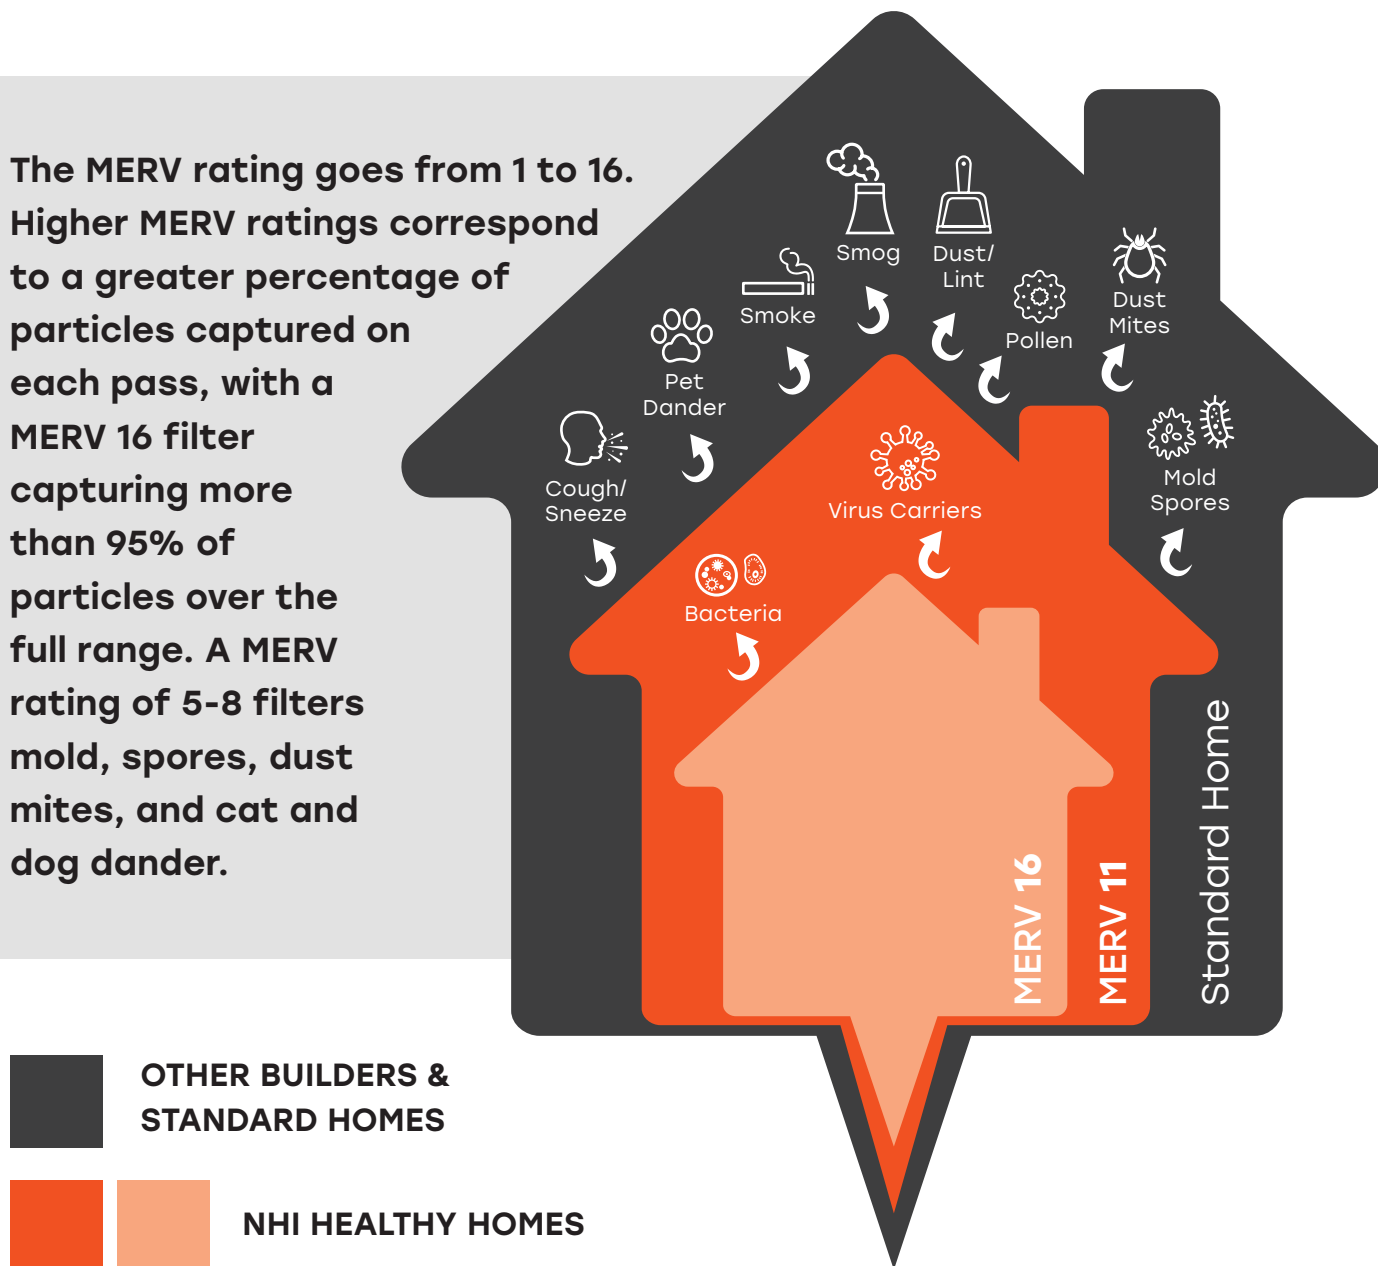 The MERV rating goes from 1 to 16.
Higher MERV ratings correspond
to a greater percentage of
particles captured on
each pass, with a
MERV 16 filter
capturing more
than 95% of
particles over the
full range. A MERV
rating of 5-8 filters
mold, spores, dust
mites, and cat and
dog dander.
Smog
Dust/
Lint
Smoke
Pollen
Dust
Mites
Pet
Dander
Cough/
Sneeze
Mold
Spores
Virus Carriers
Bacteria
MERV 16
MERV 11
Standard Home
OTHER BUILDERS &
STANDARD HOMES
NHI HEALTHY HOMES